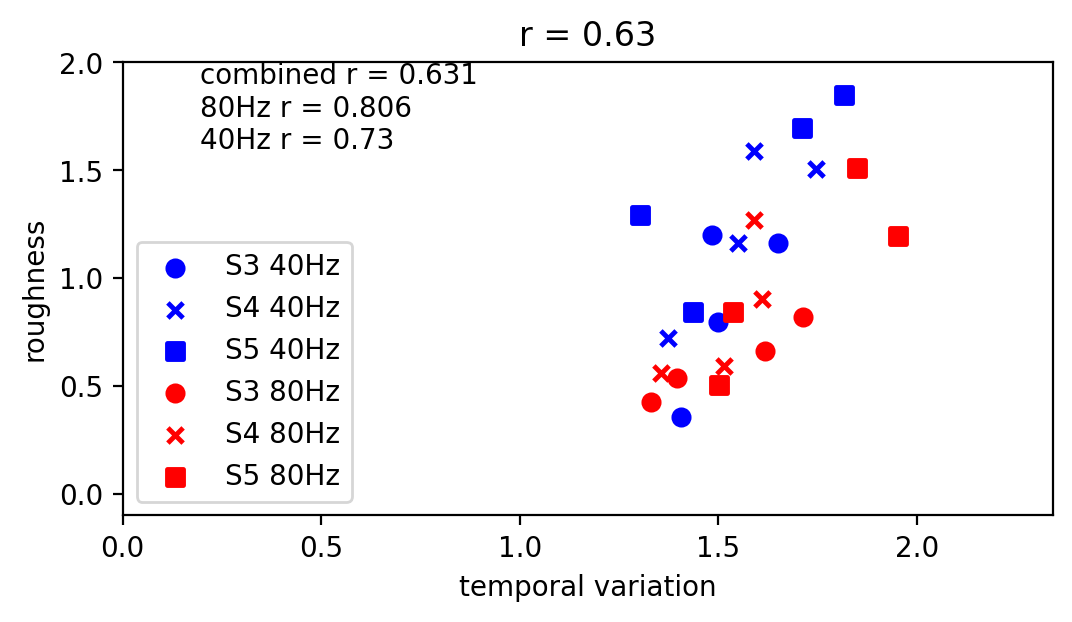 r = 0.63
combined r = 0.631
80Hz r = 0.806
40Hz r = 0.73
2.0
1.5
1.0
0.5
0.0
roughness
S3 40Hz
S4 40Hz
S5 40Hz
S3 80Hz
S4 80Hz
S5 80Hz
0.0 0.5 1.0 1.5 2.0
temporal variation